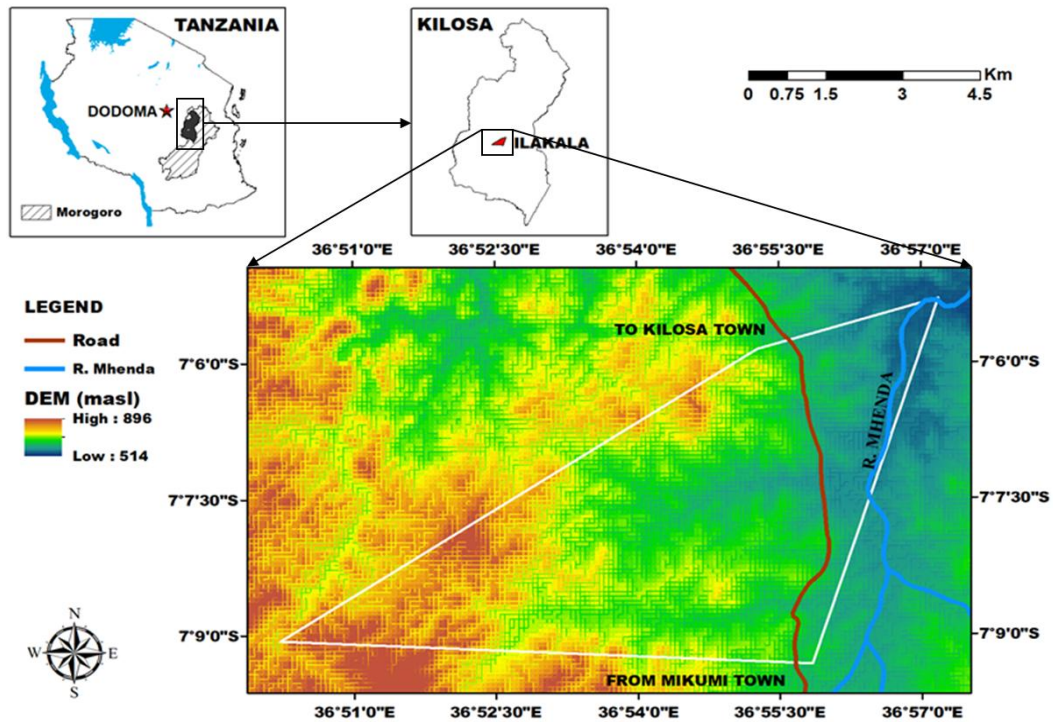 TANZANIA
DODOMA
Morogoro
KILOSA
ILAKALA
Km
0 0.75 1.5 3 4.5
36°51'0"E 36°52'30"E 36°54'0"E 36°55'30"E 36°57'0"E
LEGEND
Road
R. Mhenda
DEM (masl)
High : 896
Low : 514
7°6'0"S
7°7'30"S
7°9'0"S
TO KILOSA TOWN
R. MHENDA
FROM MIKUMI TOWN
7°6'0"S
7°7'30"S
7°9'0"S
N
W E
S
36°51'0"E 36°52'30"E 36°54'0"E 36°55'30"E 36°57'0"E